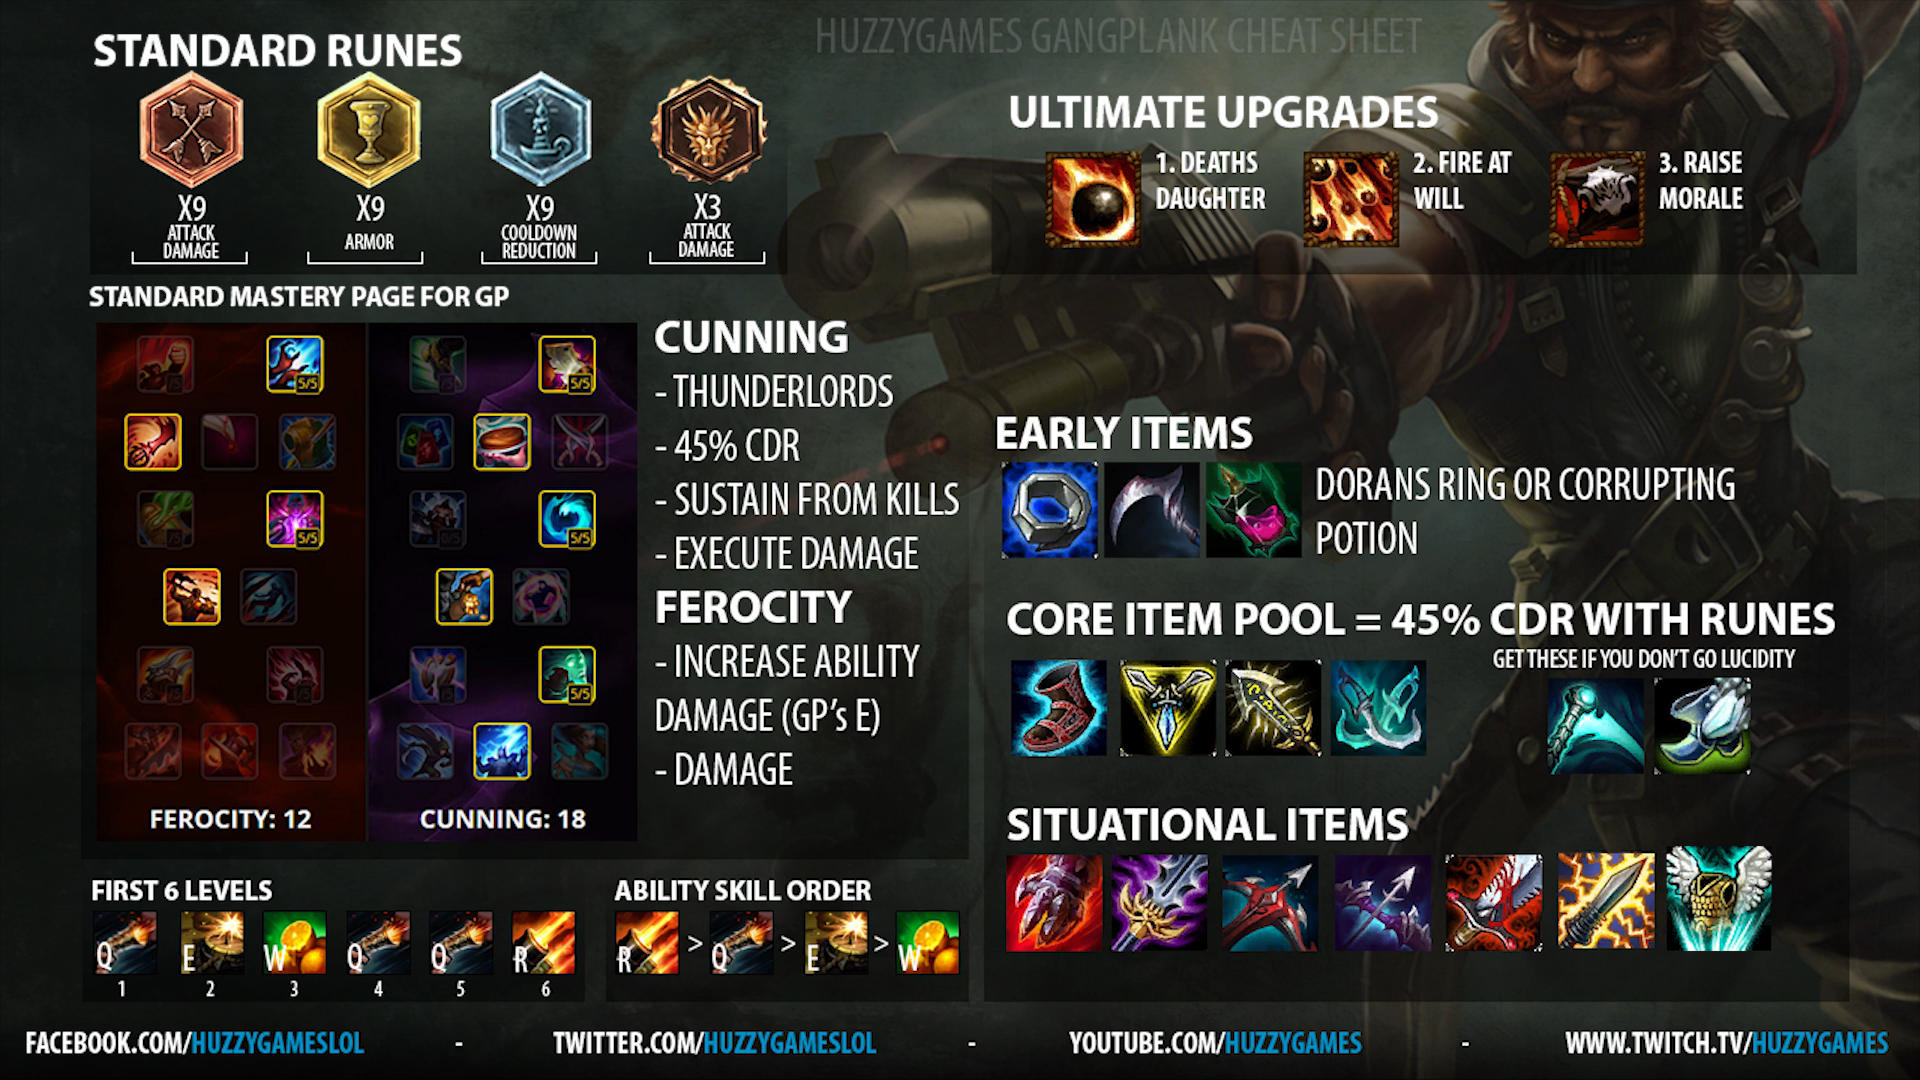 HUZZYGAMES GANGPLANK CHEAT SHEET
STANDARD RUNES
X9
ATTACK
DAMAGE
X9
ARMOR
X9
COOLDOWN
REDUCTION
X3
ATTACK
DAMAGE
ULTIMATE UPGRADES
1. DEATHS
DAUGHTER
2. FIRE AT
WILL
3. RAISE
MORALE
STANDARD MASTERY PAGE FOR GP
5/5
5/5
5/5
5/5
5/5
FEROCITY: 12
CUNNING: 18
CUNNING
- THUNDERLORDS
- 45% CDR
- SUSTAIN FROM KILLS
- EXECUTE DAMAGE
FEROCITY
- INCREASE ABILITY
DAMAGE (GP's E)
- DAMAGE
EARLY ITEMS
DORANS RING OR CORRUPTING
POTION
CORE ITEM POOL = 45% CDR WITH RUNES
GET THESE IF YOU DON'T GO LUCIDITY
SITUATIONAL ITEMS
FIRST 6 LEVELS
Q E W Q Q R
1 2 3 4 5 6
ABILITY SKILL ORDER
R > Q > E > W
FACEBOOK.COM/HUZZYGAMESLOL - TWITTER.COM/HUZZYGAMESLOL - YOUTUBE.COM/HUZZYGAMES - WWW.TWITCH.TV/HUZZYGAMES